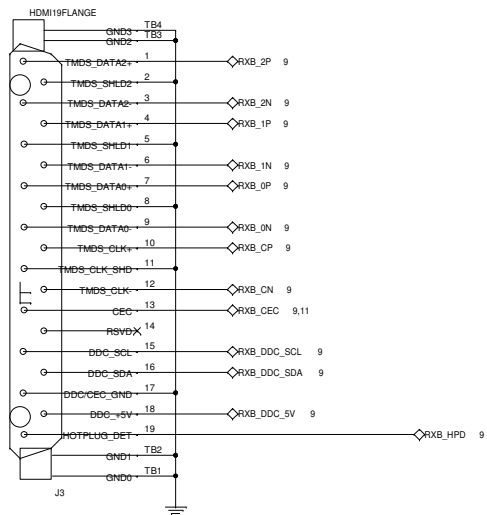 HDMI19FLANGE
GND3 TB4
GND2 TB3
TMDS_DATA2+ 1 RXB_2P 9
TMDS_SHLD2 2
TMDS_DATA2- 3 RXB_2N 9
TMDS_DATA1+ 4 RXB_1P 9
TMDS_SHLD1 5
TMDS_DATA1- 6 RXB_1N 9
TMDS_DATA0+ 7 RXB_0P 9
TMDS_SHLD0 8
TMDS_DATA0- 9 RXB_0N 9
TMDS_CLK+ 10 RXB_CP 9
TMDS_CLK_SHD 11
TMDS_CLK- 12 RXB_CN 9
CEC 13 RXB_CEC 9,11
RSVD 14
DDC_SCL 15 RXB_DDC_SCL 9
DDC_SDA 16 RXB_DDC_SDA 9
DDC/CEC_GND 17
DDC_+5V 18 RXB_DDC_5V 9
HOTPLUG_DET 19 RXB_HPD 9
GND1 TB2
GND0 TB1
J3